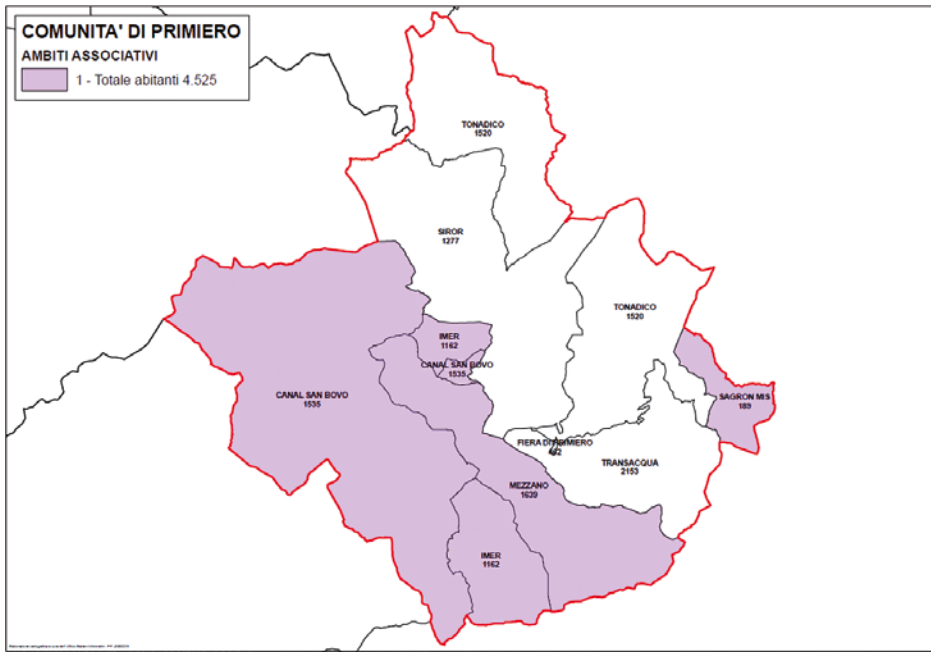 COMUNITA' DI PRIMIERO
AMBITI ASSOCIATIVI
1 - Totale abitanti 4.525
TONADICO
1520
SIROR
1277
TONADICO
1520
IMER
1162
CANAL SAN BOVO
1535
CANAL SAN BOVO
1535
SAGRON MIS
189
FIERA DI PRIMIERO
TRANSACQUA
2153
MEZZANO
1639
IMER
1162